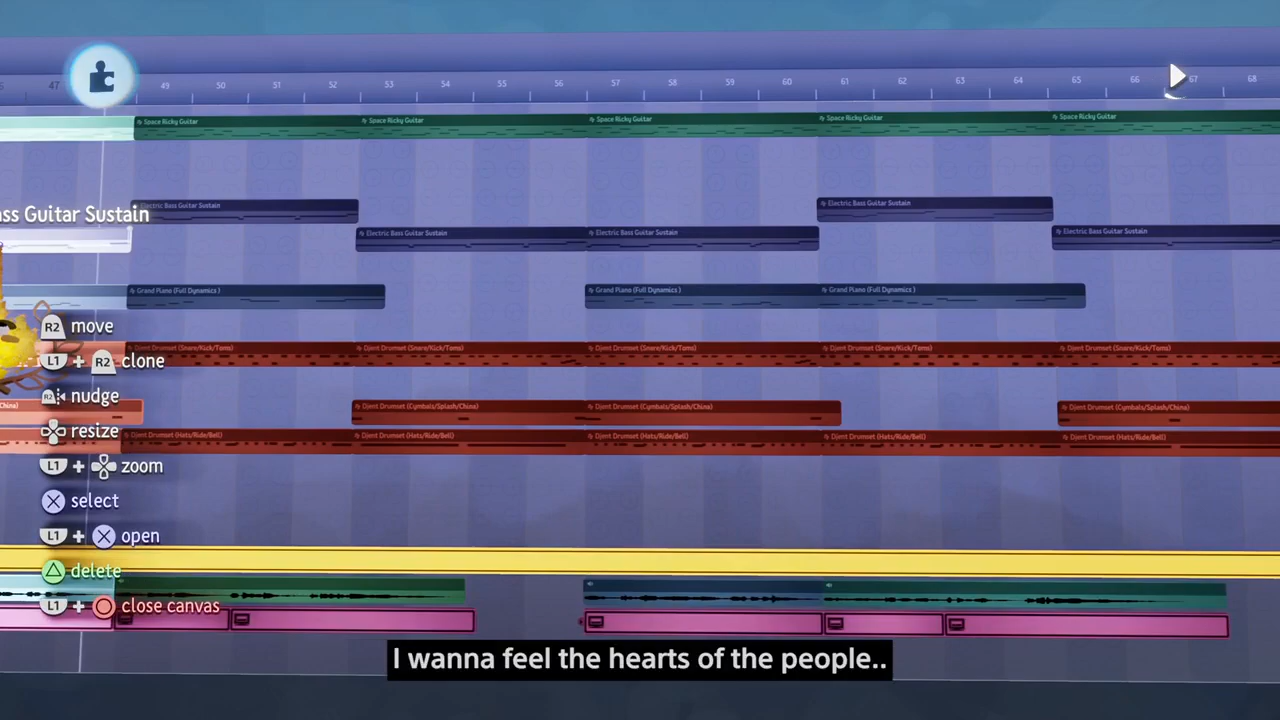 47 49 50 51 52 53 54 55 56 57 58 59 60 61 62 63 64 65 66 67 68
Space Ricky Guitar Space Ricky Guitar Space Ricky Guitar Space Ricky Guitar Space Ricky Guitar
ass Guitar Sustain Electric Bass Guitar Sustain Electric Bass Guitar Sustain
Electric Bass Guitar Sustain Electric Bass Guitar Sustain Electric Bass Guitar Sustain
Grand Piano (Full Dynamics ) Grand Piano (Full Dynamics ) Grand Piano (Full Dynamics )
R2 move
Djent Drumset (Snare/Kick/Toms) Djent Drumset (Snare/Kick/Toms) Djent Drumset (Snare/Kick/Toms) Djent Drumset (Snare/Kick/Toms) Djent Drumset (Snare/Kick/Toms)
L1 + R2 clone
R2 nudge
China) Djent Drumset (Cymbals/Splash/China) Djent Drumset (Cymbals/Splash/China) Djent Drumset (Cymbals/Splash/China)
resize
Djent Drumset (Hats/Ride/Bell) Djent Drumset (Hats/Ride/Bell) Djent Drumset (Hats/Ride/Bell) Djent Drumset (Hats/Ride/Bell) Djent Drumset (Hats/Ride/Bell)
L1 + zoom
select
L1 + open
delete
L1 + close canvas
I wanna feel the hearts of the people..